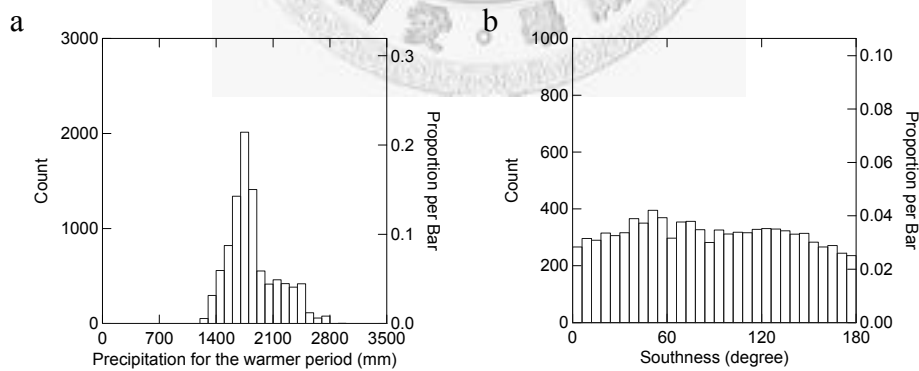 a
3000
2000
1000
0
Count
0.3
0.2
0.1
0.0
Proportion per Bar
0 700 1400 2100 2800 3500
Precipitation for the warmer period (mm)
b
1000
800
600
400
200
0
Count
0.10
0.08
0.06
0.04
0.02
0.00
Proportion per Bar
0 60 120 180
Southness (degree)